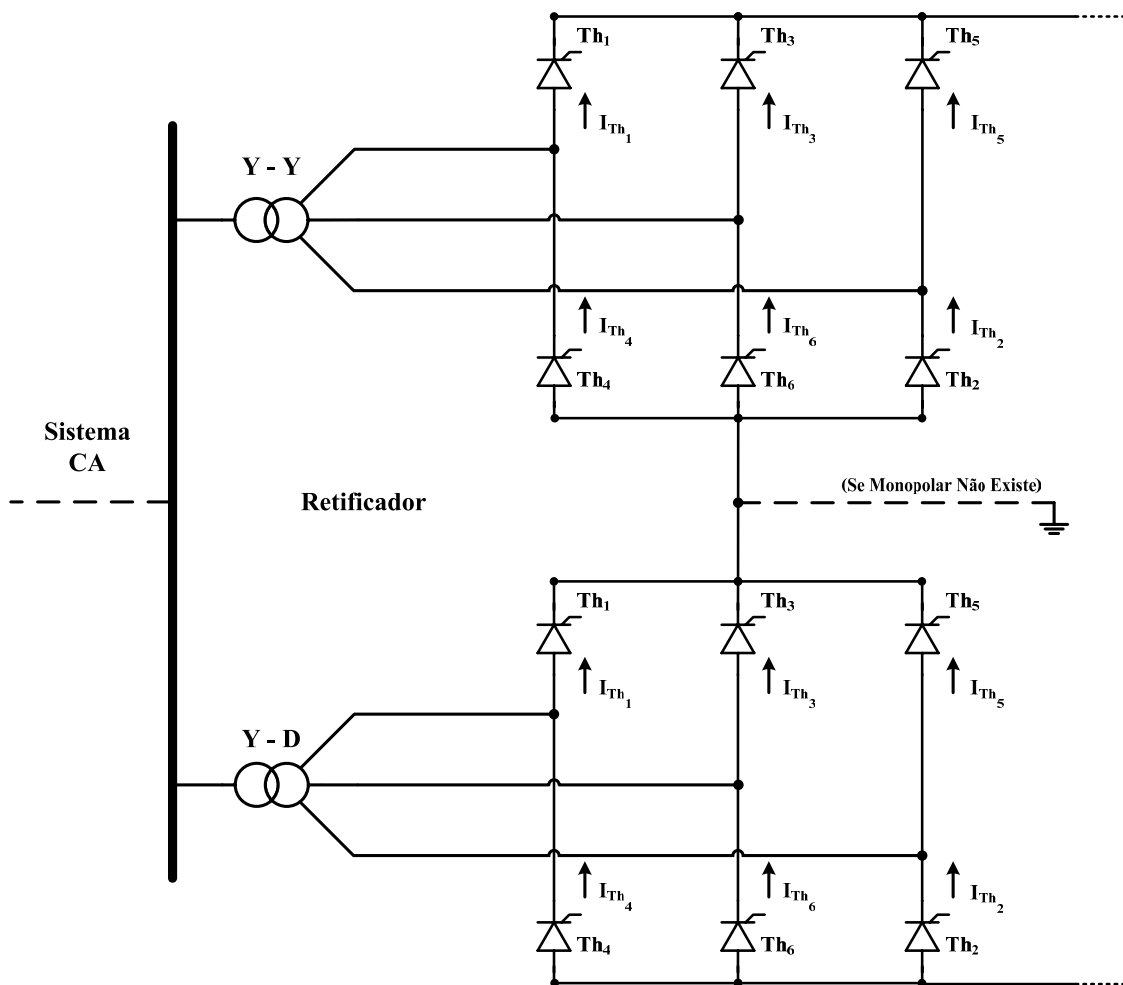 Th1 Th3 Th5
ITh1 ITh3 ITh5
Y - Y
ITh4 ITh6 ITh2
Th4 Th6 Th2
Sistema
CA
Retificador
(Se Monopolar Não Existe)
Th1 Th3 Th5
ITh1 ITh3 ITh5
Y - D
ITh4 ITh6 ITh2
Th4 Th6 Th2